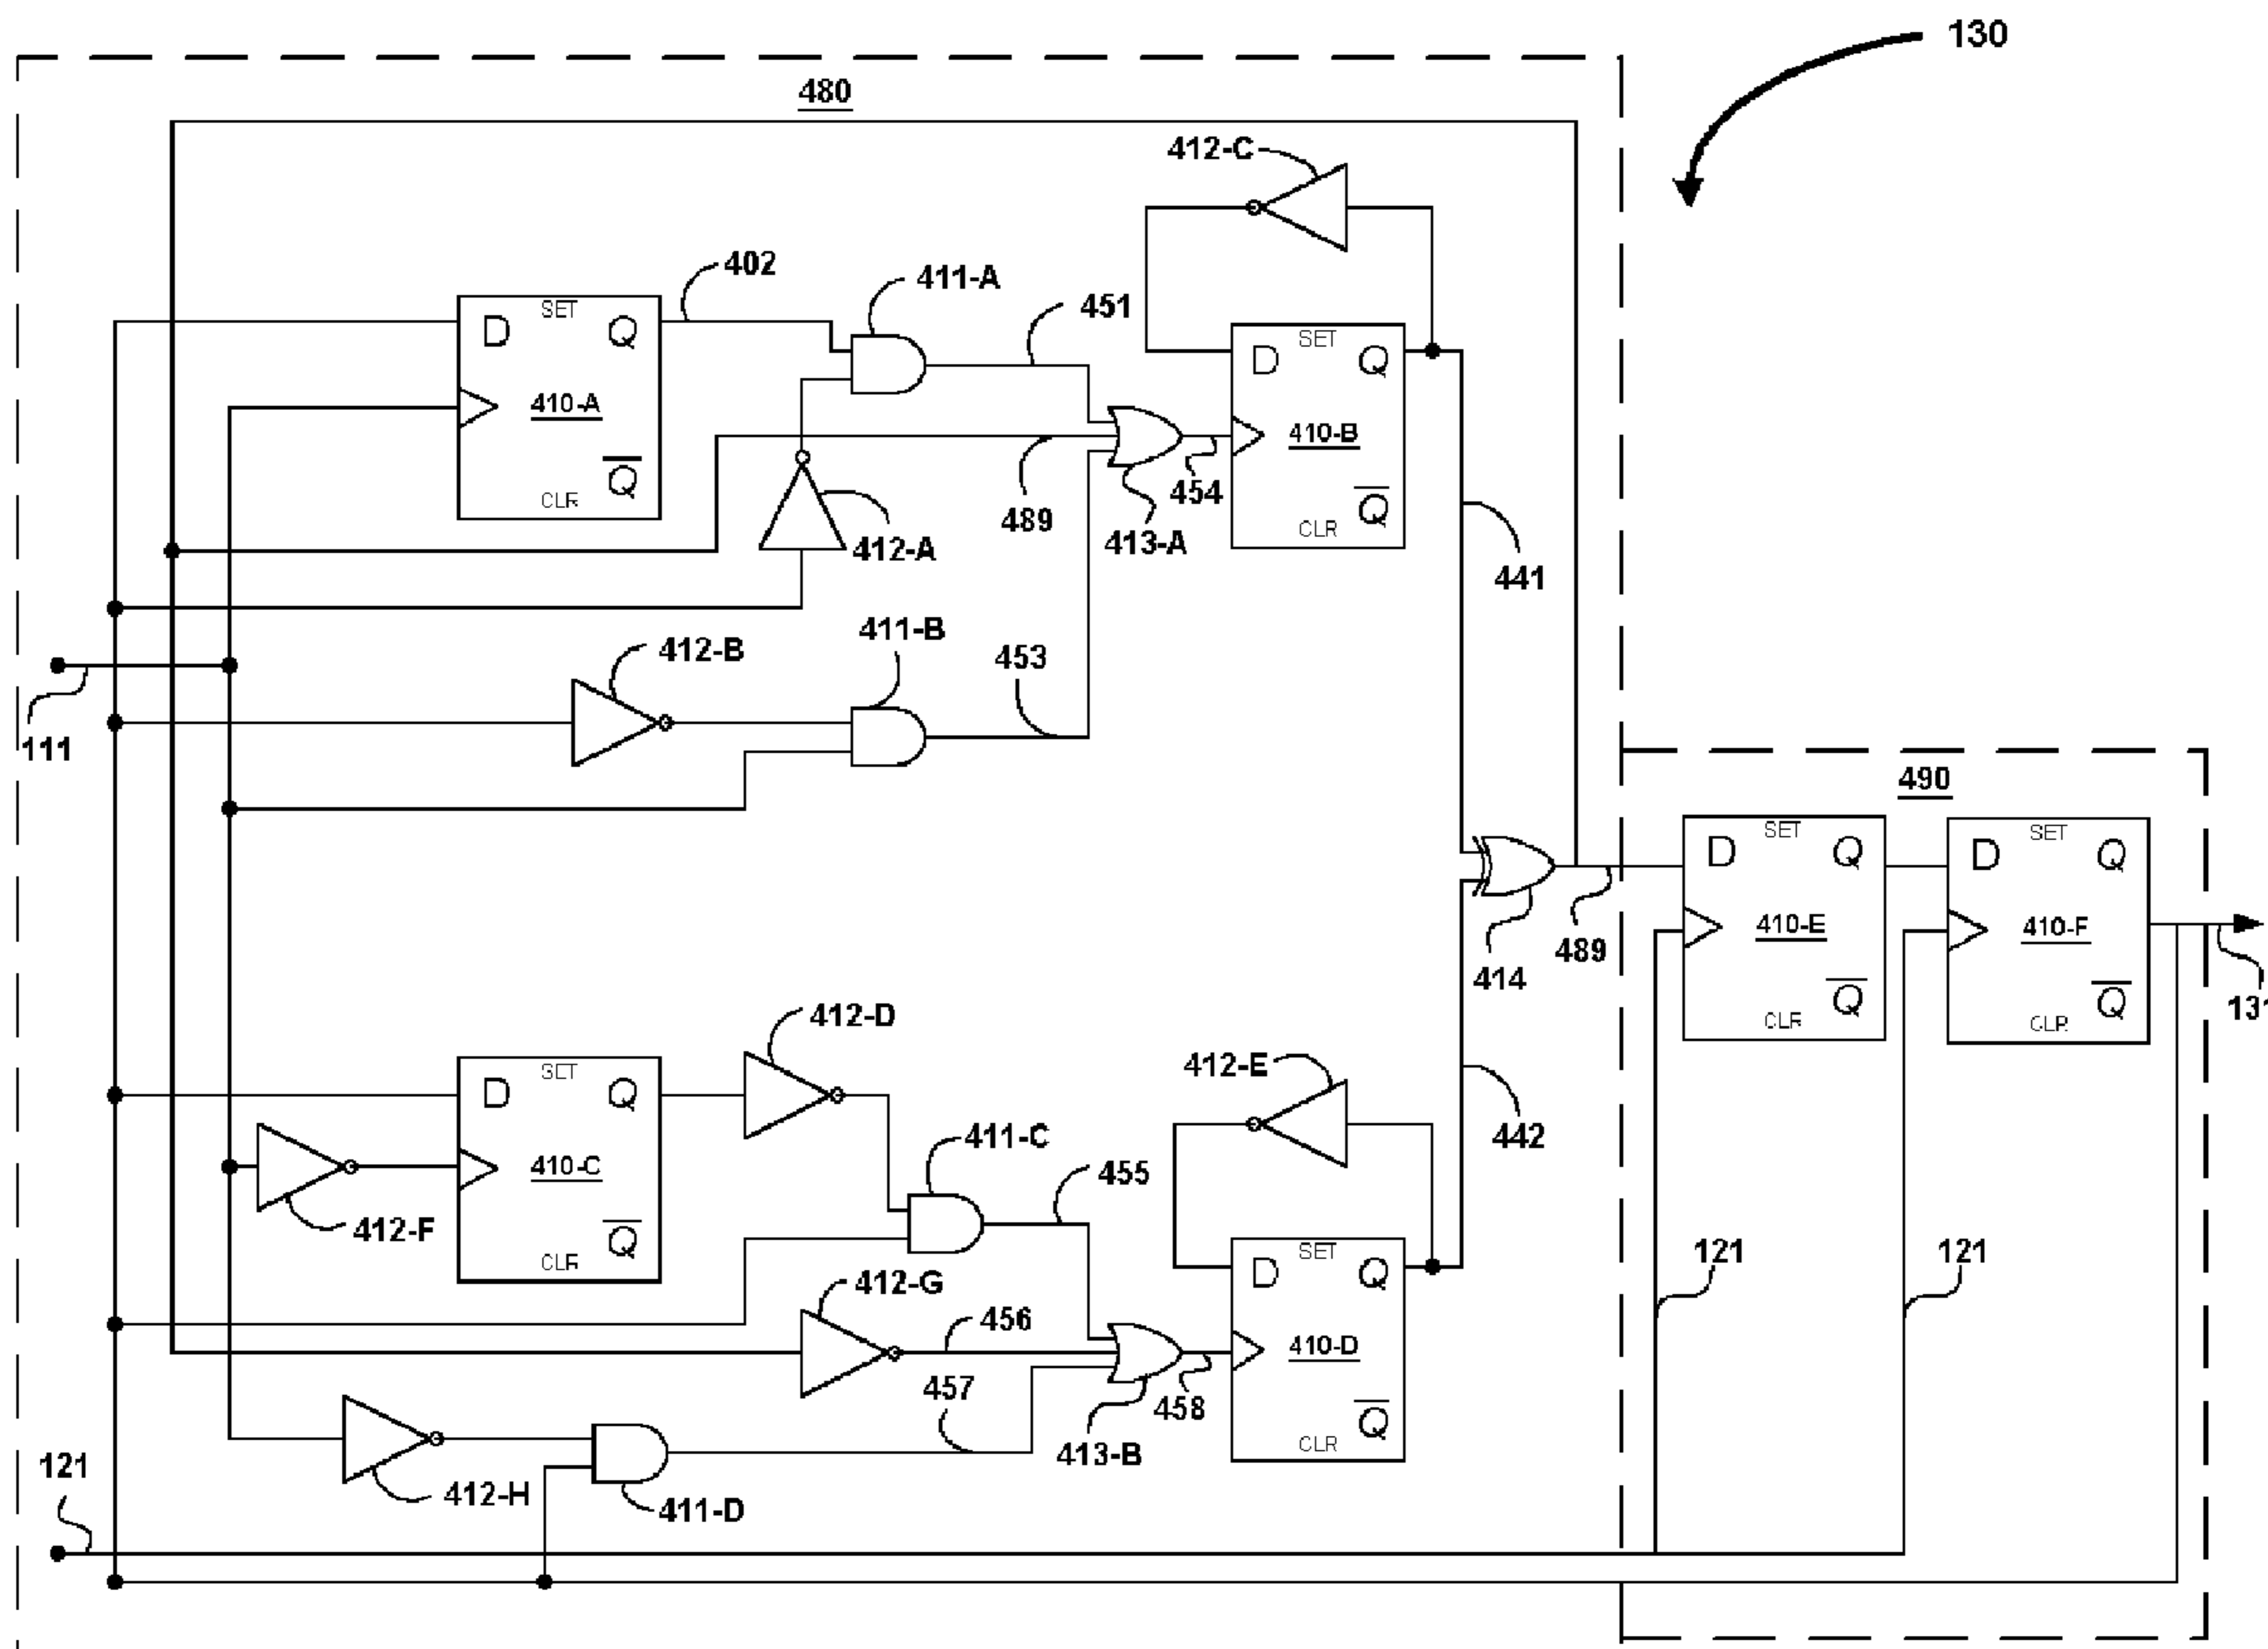 130
480
412-C
402
411-A
451
SET
D
Q
410-A
Q
CLR
SET
D
Q
410-B
Q
CLR
489
454
413-A
412-A
441
411-B
412-B
453
111
490
SET
D
Q
410-E
Q
CLR
SET
D
Q
410-F
Q
CLR
414
489
131
412-D
412-E
SET
D
Q
410-C
Q
CLR
411-C
442
455
412-F
412-G
SET
D
Q
410-D
Q
CLR
121
121
456
457
458
413-B
121
412-H
411-D